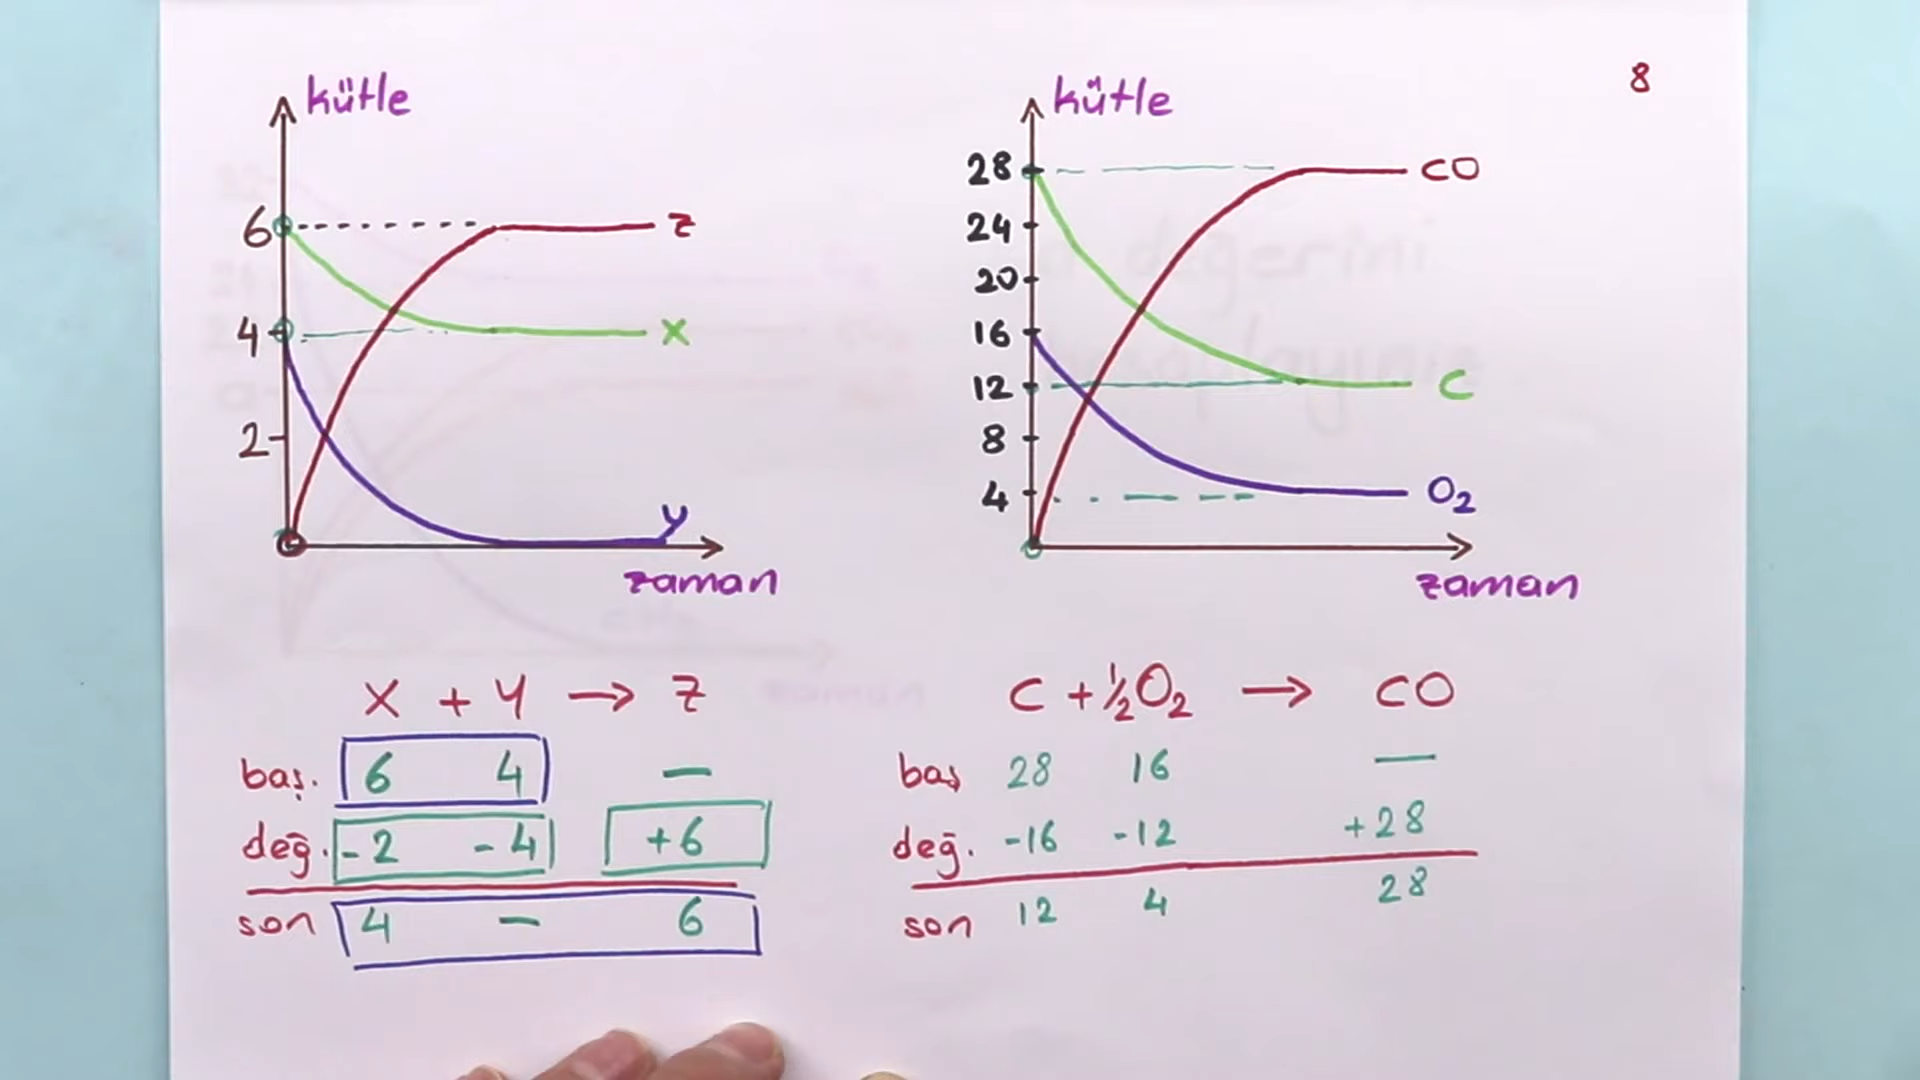 8
kütle
6
4
2
z
x
y
zaman
kütle
28
24
20
16
12
8
4
CO
C
O₂
zaman
X + Y → Z
baş. 6 4 —
değ. -2 -4 +6
son 4 — 6
C + ½O₂ → CO
baş 28 16 —
değ. -16 -12 +28
son 12 4 28
değerini